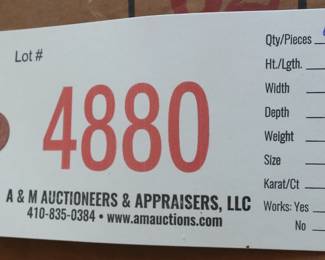 Lot #
4880
A & M AUCTIONEERS & APPRAISERS, LLC
410-835-0384 • www.amauctions.com
Qty/Pieces
Ht./Lgth.
Width
Depth
Weight
Size
Karat/Ct
Works: Yes
No